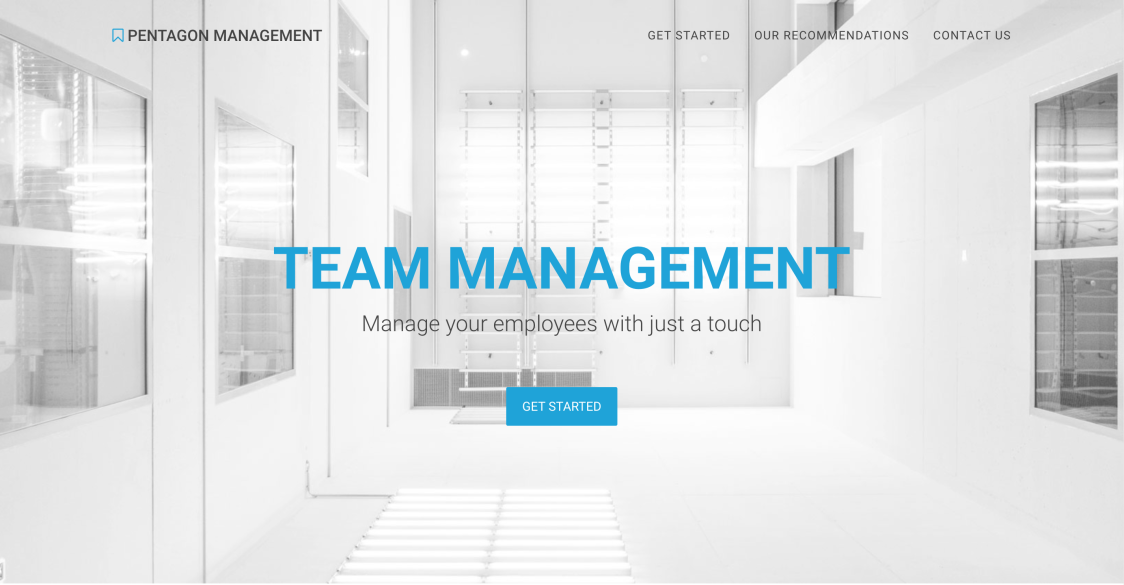 PENTAGON MANAGEMENT
GET STARTED
OUR RECOMMENDATIONS
CONTACT US
TEAM MANAGEMENT
Manage your employees with just a touch
GET STARTED